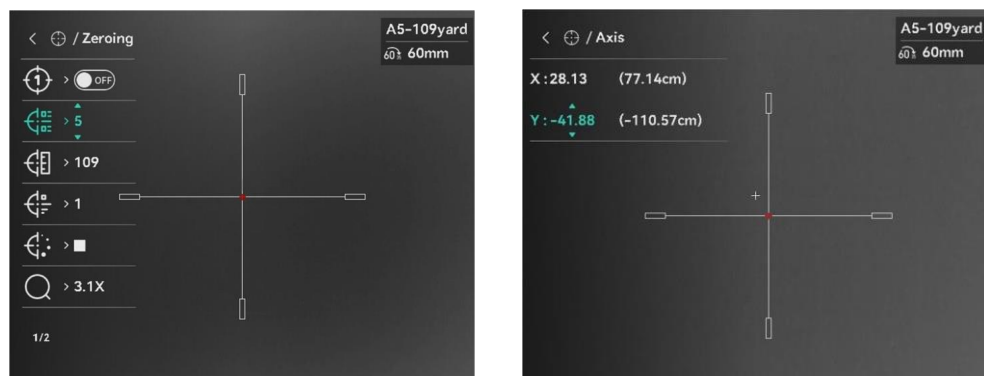 < / Zeroing
A5-109yard
60mm
1 > OFF
> 5
> 109
> 1
>
> 3.1X
1/2
< / Axis
A5-109yard
60mm
X :28.13 (77.14cm)
Y : -41.88 (-110.57cm)